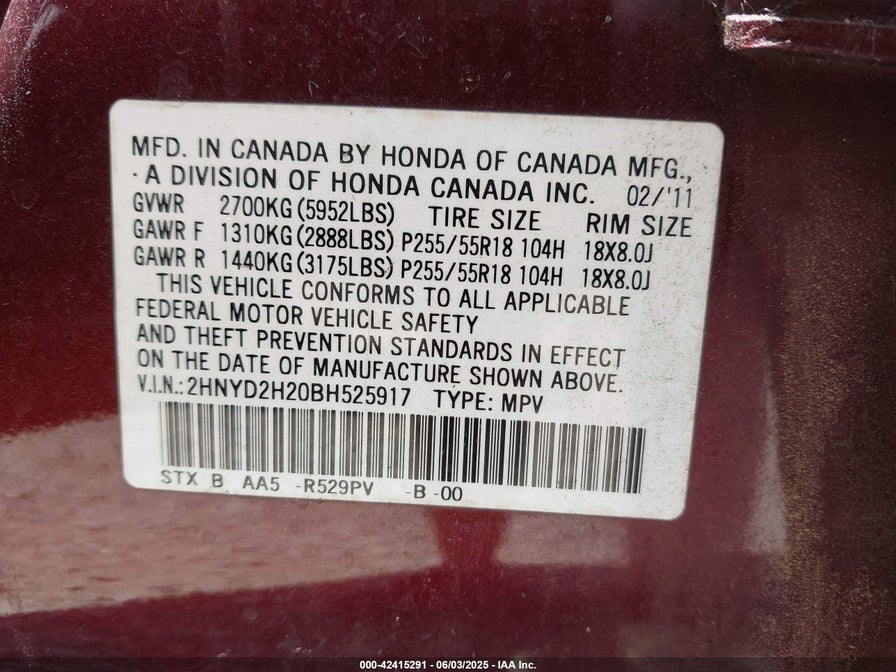 MFD. IN CANADA BY HONDA OF CANADA MFG.,
· A DIVISION OF HONDA CANADA INC. 02/'11
GVWR 2700KG (5952LBS) TIRE SIZE RIM SIZE
GAWR F 1310KG (2888LBS) P255/55R18 104H 18X8.0J
GAWR R 1440KG (3175LBS) P255/55R18 104H 18X8.0J
THIS VEHICLE CONFORMS TO ALL APPLICABLE
FEDERAL MOTOR VEHICLE SAFETY
AND THEFT PREVENTION STANDARDS IN EFFECT
ON THE DATE OF MANUFACTURE SHOWN ABOVE.
V.I.N.: 2HNYD2H20BH525917 TYPE: MPV
STX B AA5 -R529PV -B -00
000-42415291 - 06/03/2025 - IAA Inc.